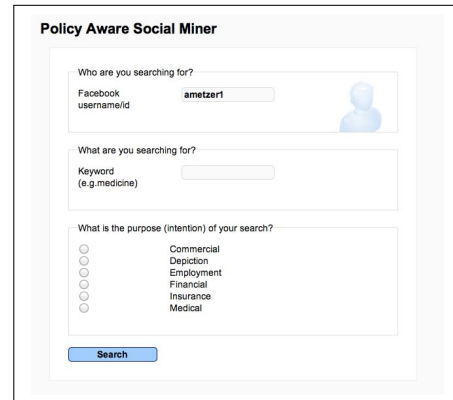 Policy Aware Social Miner
Who are you searching for?
Facebook
username/id
ametzer1
What are you searching for?
Keyword
(e.g.medicine)
What is the purpose (intention) of your search?
Commercial
Depiction
Employment
Financial
Insurance
Medical
Search